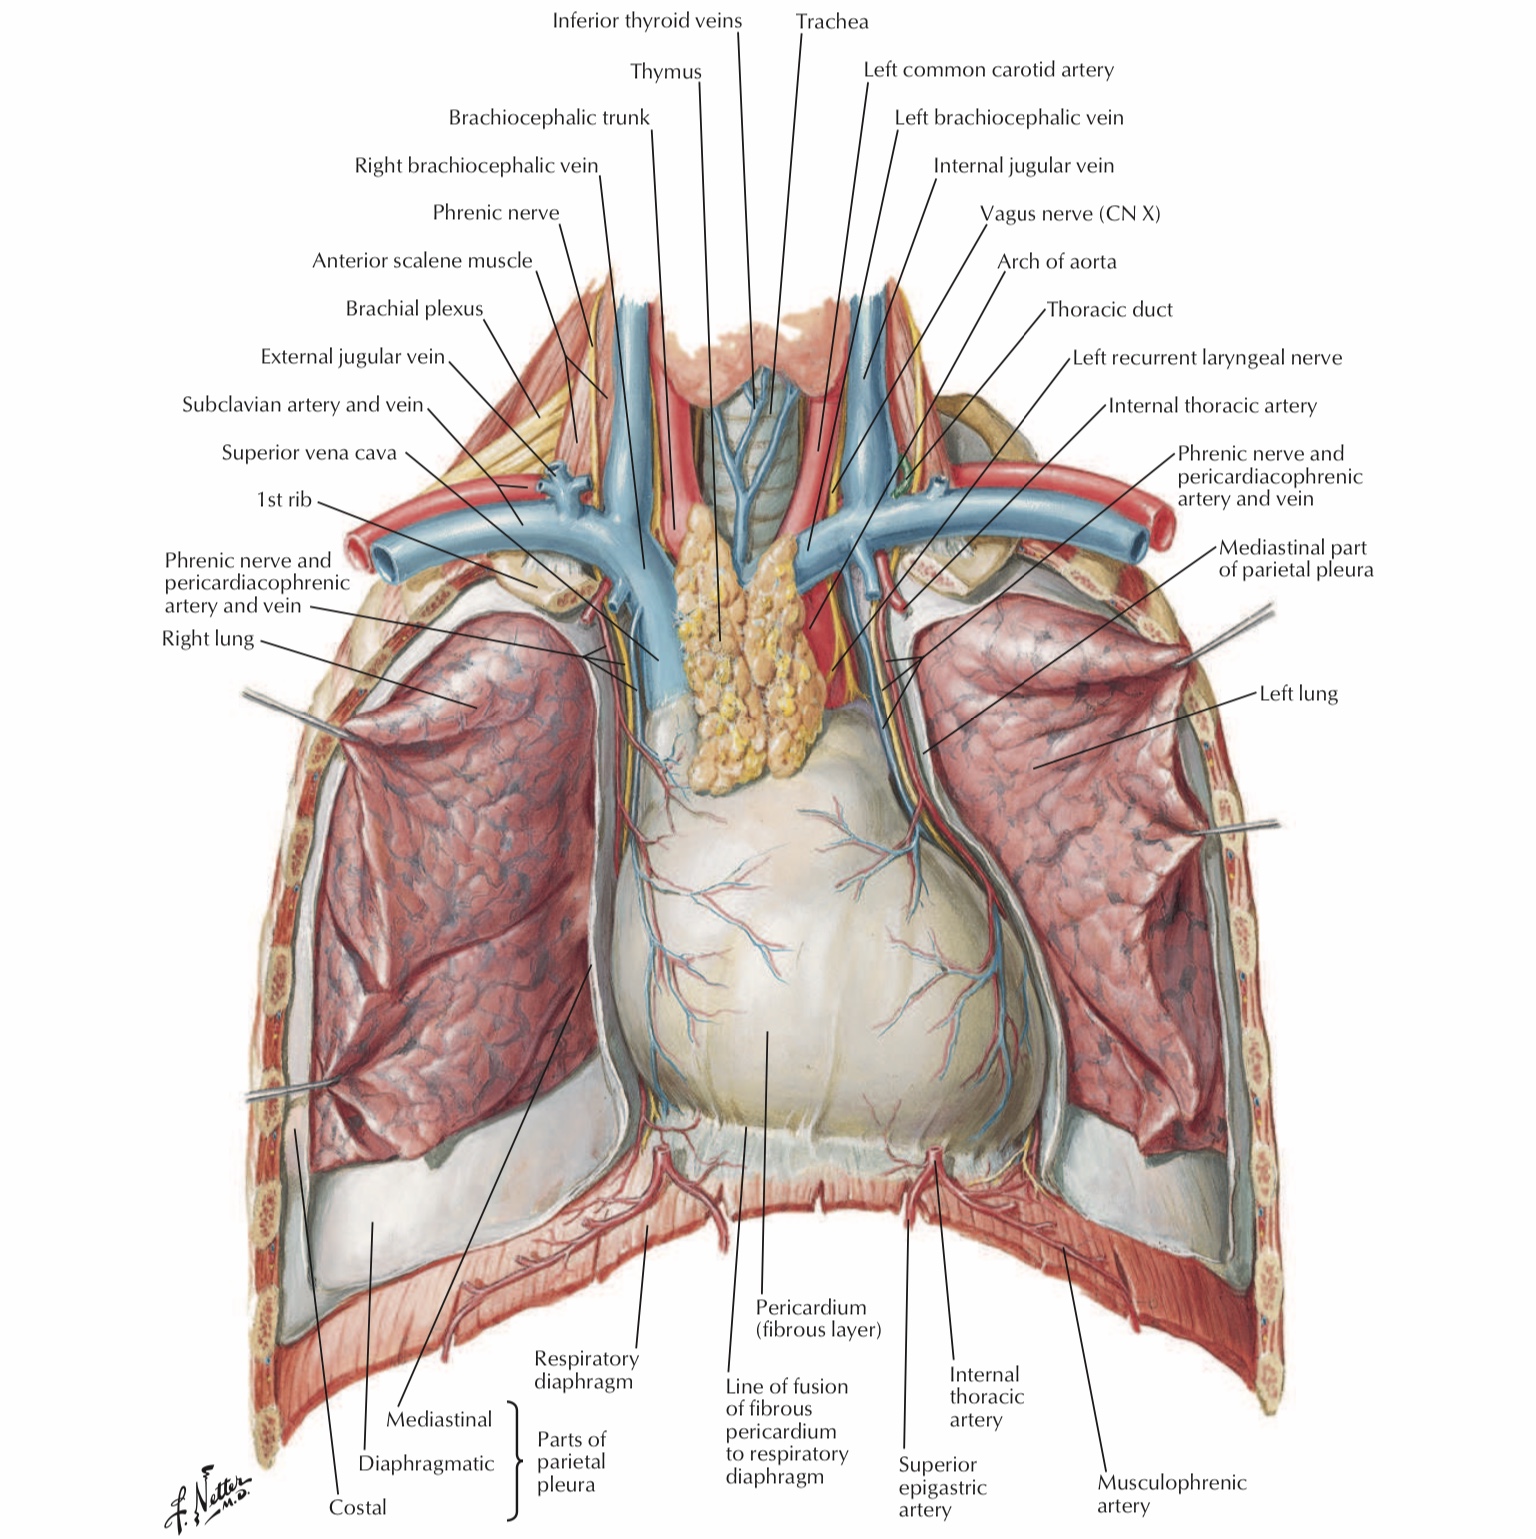 Inferior thyroid veins
Trachea
Thymus
Left common carotid artery
Brachiocephalic trunk
Left brachiocephalic vein
Right brachiocephalic vein
Internal jugular vein
Phrenic nerve
Vagus nerve (CN X)
Anterior scalene muscle
Arch of aorta
Brachial plexus
Thoracic duct
External jugular vein
Left recurrent laryngeal nerve
Subclavian artery and vein
Internal thoracic artery
Superior vena cava
Phrenic nerve and
pericardiacophrenic
artery and vein
1st rib
Mediastinal part
of parietal pleura
Phrenic nerve and
pericardiacophrenic
artery and vein
Right lung
Left lung
Pericardium
(fibrous layer)
Respiratory
diaphragm
Line of fusion
of fibrous
pericardium
to respiratory
diaphragm
Internal
thoracic
artery
Mediastinal
Diaphragmatic
Costal
Parts of
parietal
pleura
Superior
epigastric
artery
Musculophrenic
artery
F. Netter
M.D.